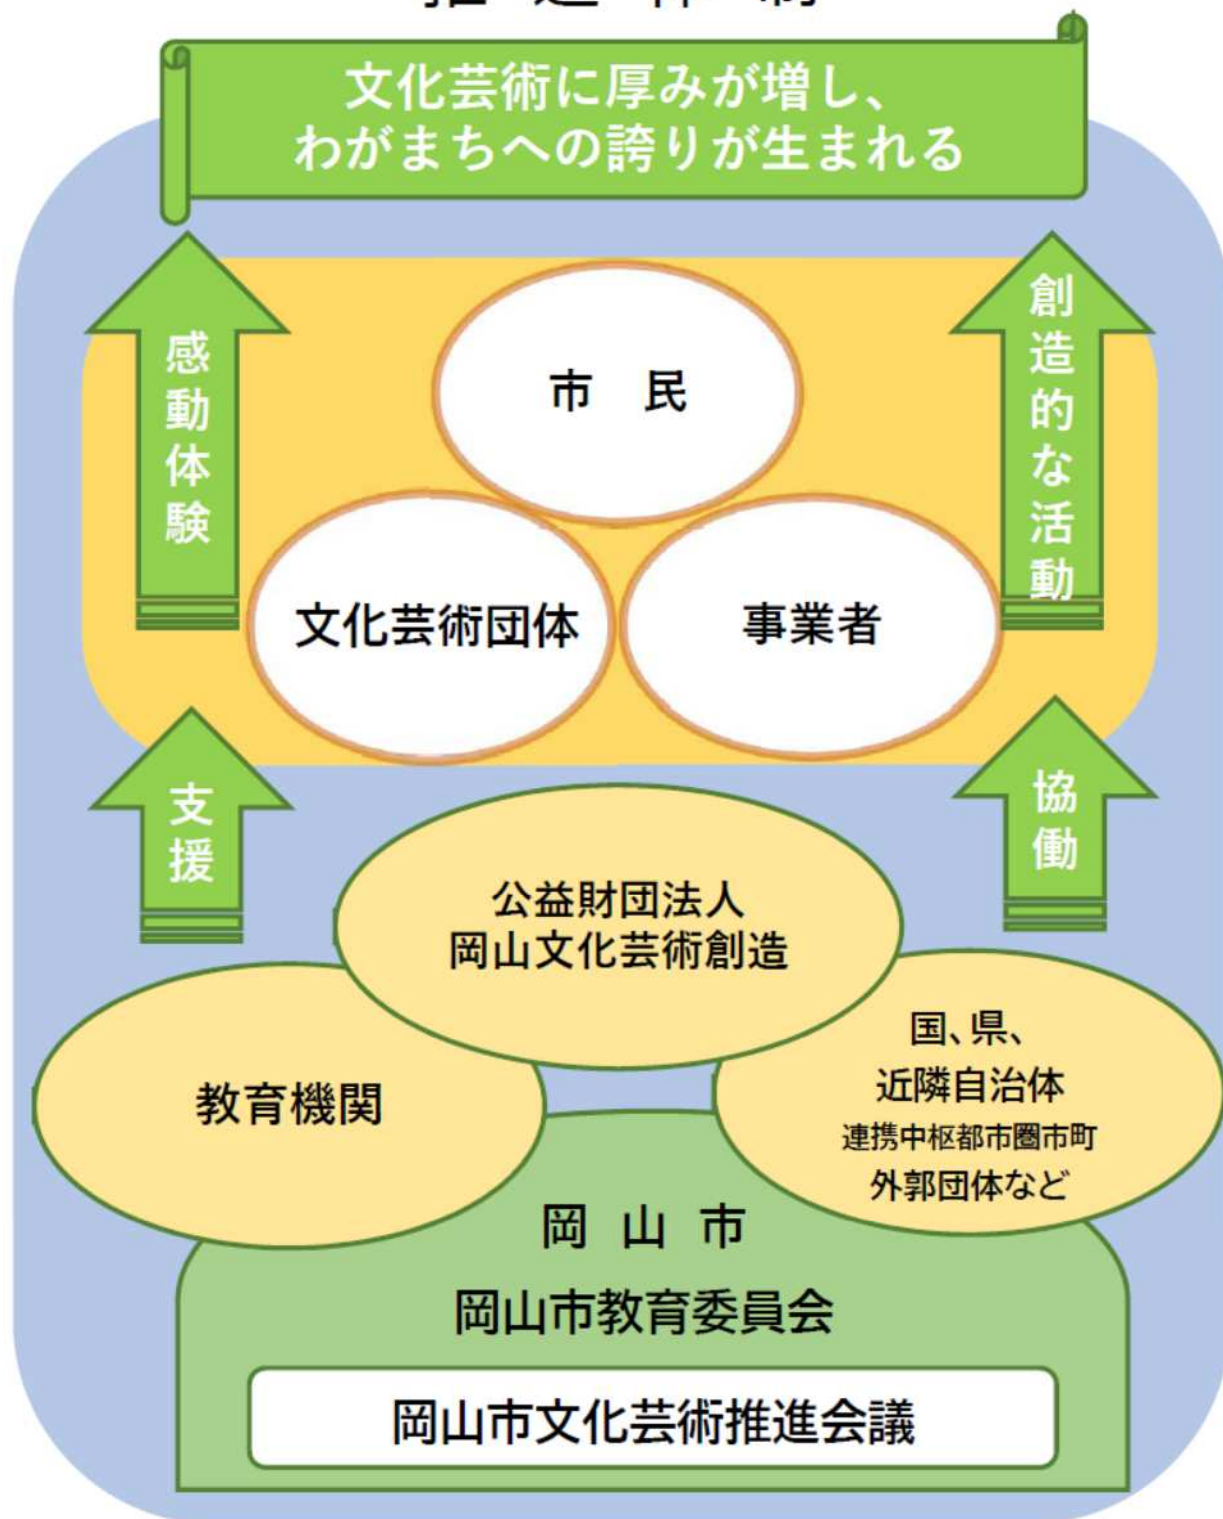 文化芸術に厚みが増し、
わがまちへの誇りが生まれる
感動体験
創造的な活動
市　民
文化芸術団体
事業者
支援
協働
公益財団法人
岡山文化芸術創造
教育機関
国、県、
近隣自治体
連携中枢都市圏市町
外郭団体など
岡 山 市
岡山市教育委員会
岡山市文化芸術推進会議